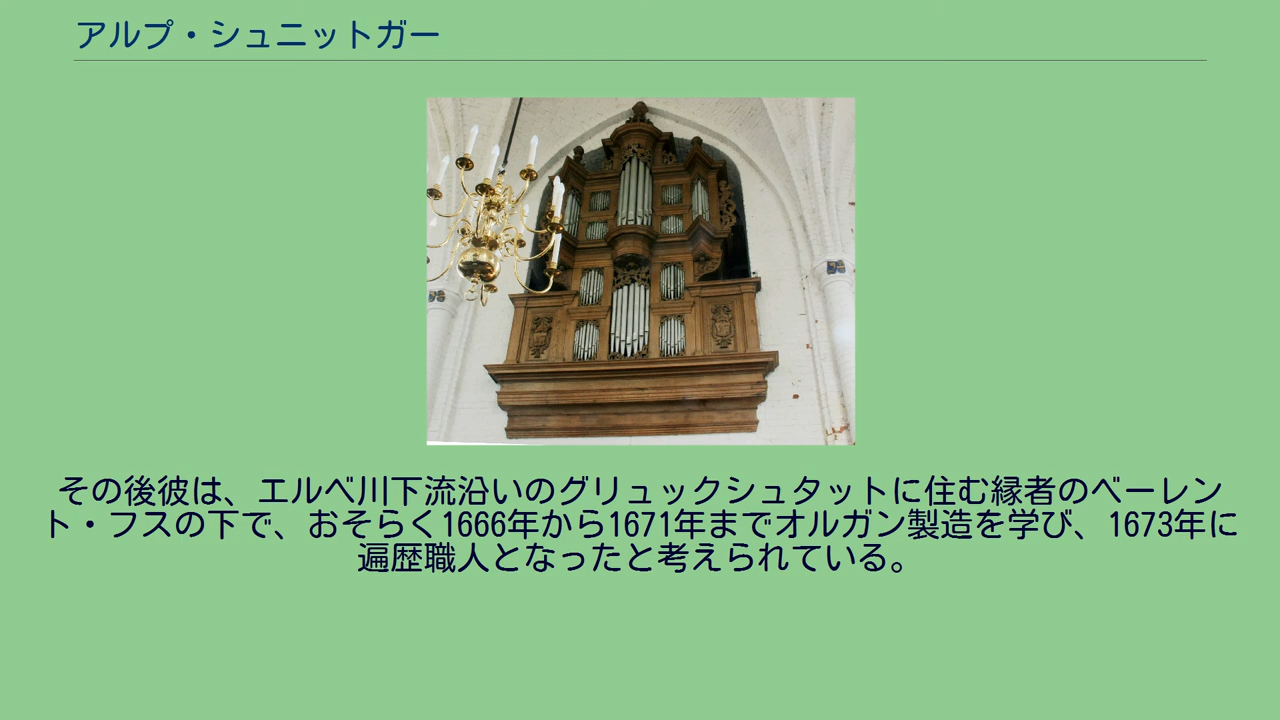 アルプ・シュニットガー
その後彼は、エルベ川下流沿いのグリュックシュタットに住む縁者のベーレン
ト・フスの下で、おそらく1666年から1671年までオルガン製造を学び、1673年に
遍歴職人となったと考えられている。